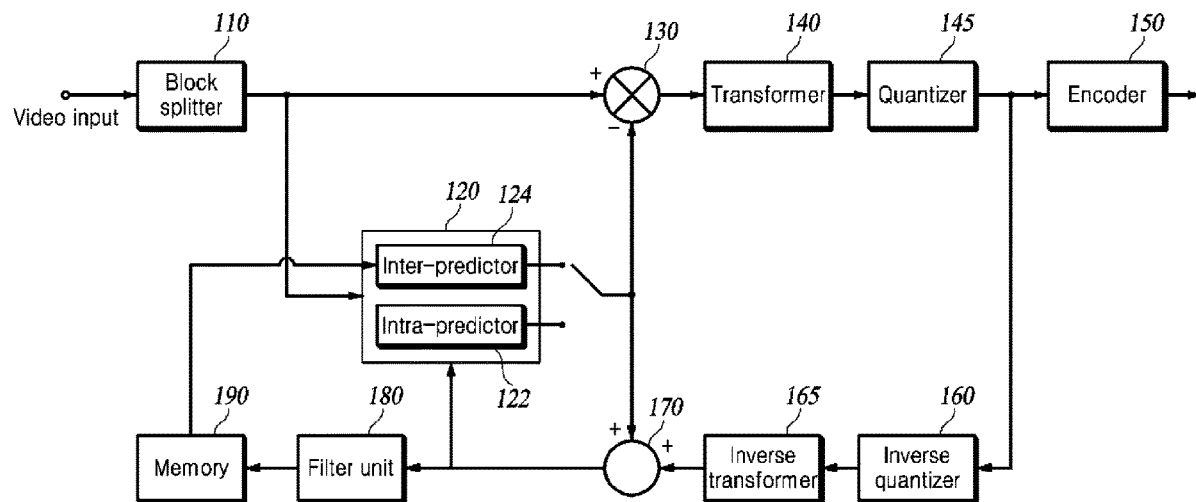 110
130
140
145
150
Video input
Block
splitter
+
−
Transformer
Quantizer
Encoder
120
124
Inter-predictor
Intra-predictor
122
190
180
170
165
160
+
+
Memory
Filter unit
Inverse
transformer
Inverse
quantizer